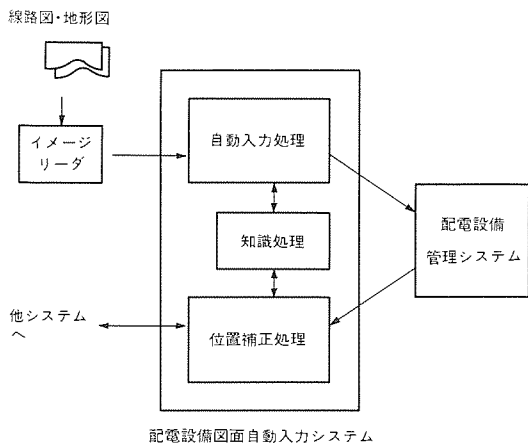 線路図・地形図
イメージ
リーダ
自動入力処理
知識処理
配電設備
管理システム
他システム
へ
位置補正処理
配電設備図面自動入力システム